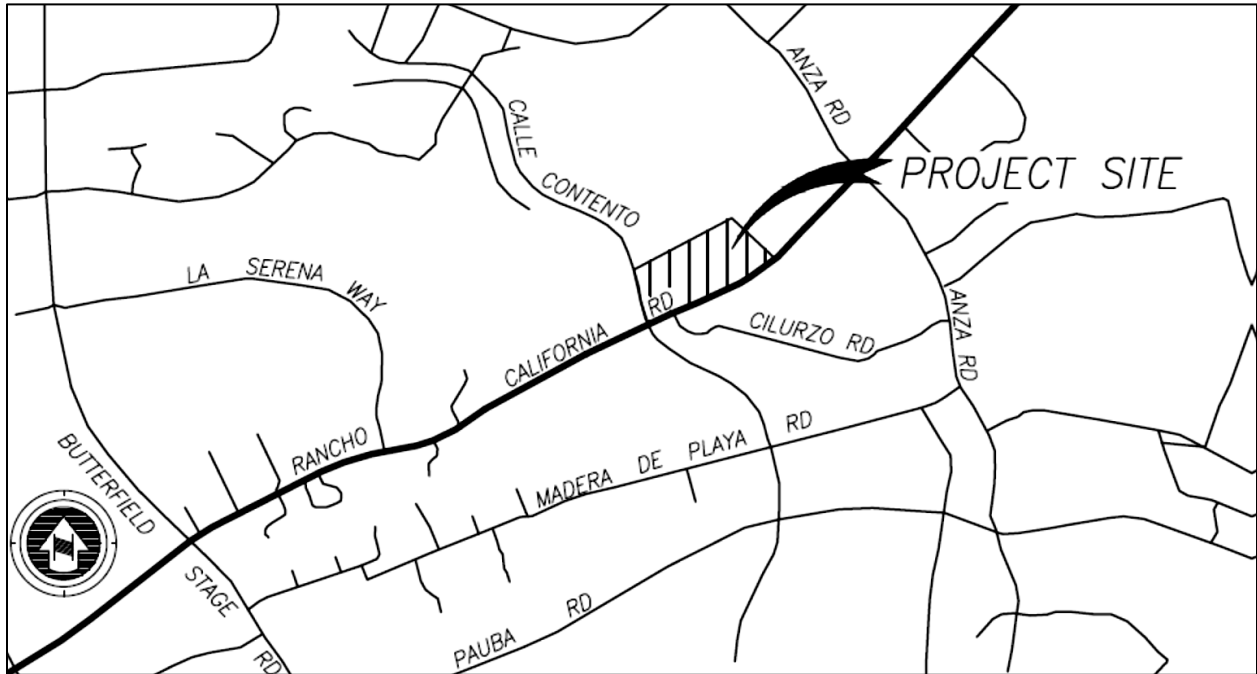 ANZA RD
PROJECT SITE
CALLE CONTENTO
LA SERENA WAY
RANCHO CALIFORNIA RD
CILURZO RD
ANZA RD
MADERA DE PLAYA RD
BUTTERFIELD STAGE RD
PAUBA RD